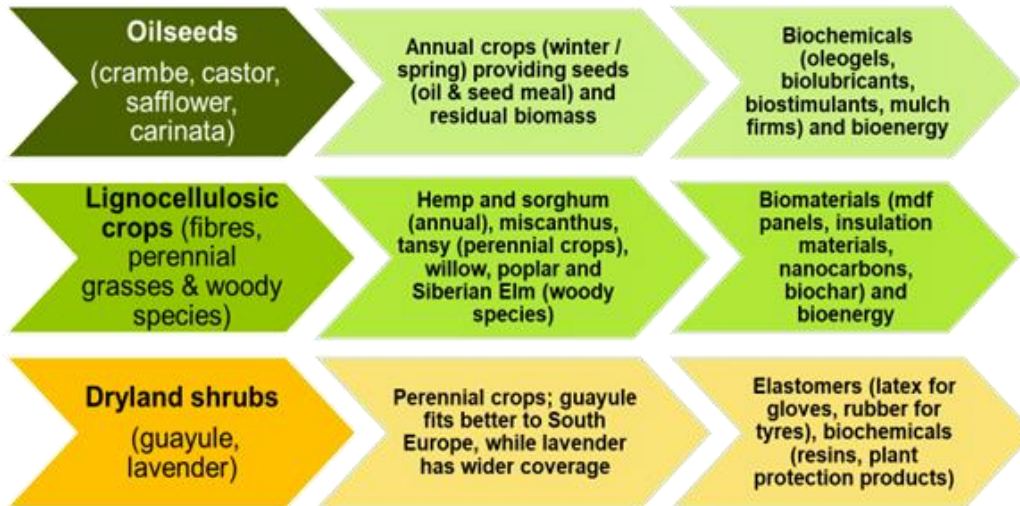 Oilseeds
(crambe, castor,
safflower,
carinata)
Annual crops (winter /
spring) providing seeds
(oil & seed meal) and
residual biomass
Biochemicals
(oleogels,
biolubricants,
biostimulants, mulch
firms) and bioenergy
Lignocellulosic
crops (fibres,
perennial
grasses & woody
species)
Hemp and sorghum
(annual), miscanthus,
tansy (perennial crops),
willow, poplar and
Siberian Elm (woody
species)
Biomaterials (mdf
panels, insulation
materials,
nanocarbons,
biochar) and
bioenergy
Dryland shrubs
(guayule,
lavender)
Perennial crops; guayule
fits better to South
Europe, while lavender
has wider coverage
Elastomers (latex for
gloves, rubber for
tyres), biochemicals
(resins, plant
protection products)